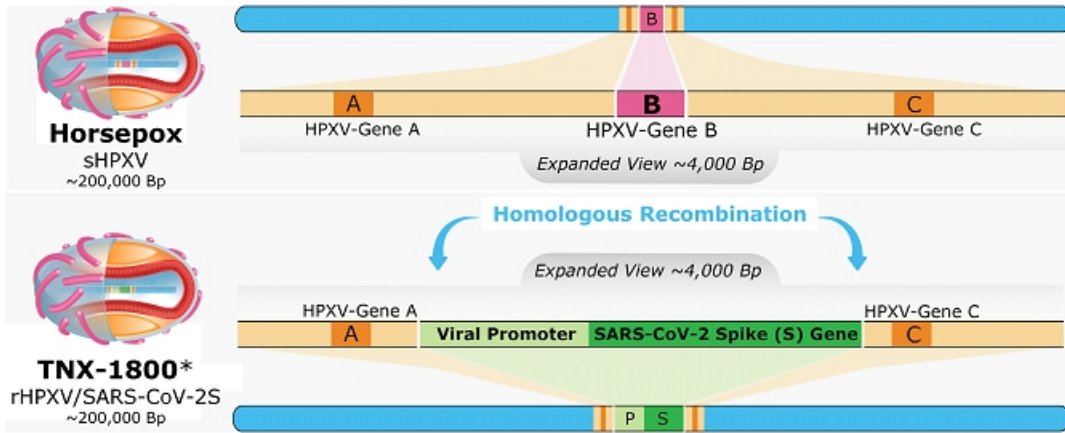 B
A
B
C
HPXV-Gene A
HPXV-Gene B
HPXV-Gene C
Horsepox
sHPXV
~200,000 Bp
Expanded View ~4,000 Bp
Homologous Recombination
Expanded View ~4,000 Bp
HPXV-Gene A
HPXV-Gene C
A
Viral Promoter
SARS-CoV-2 Spike (S) Gene
C
TNX-1800*
rHPXV/SARS-CoV-2S
~200,000 Bp
P
S